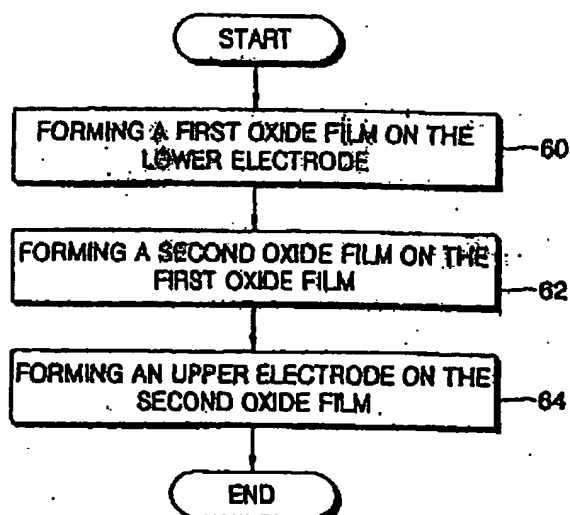 START
FORMING A FIRST OXIDE FILM ON THE
LOWER ELECTRODE
60
FORMING A SECOND OXIDE FILM ON THE
FIRST OXIDE FILM
62
FORMING AN UPPER ELECTRODE ON THE
SECOND OXIDE FILM
64
END